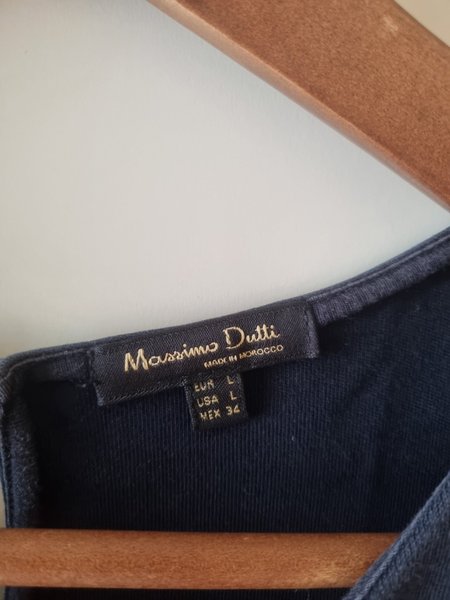 Massimo Dutti
MADE IN MOROCCO
EUR L
USA L
MEX 34